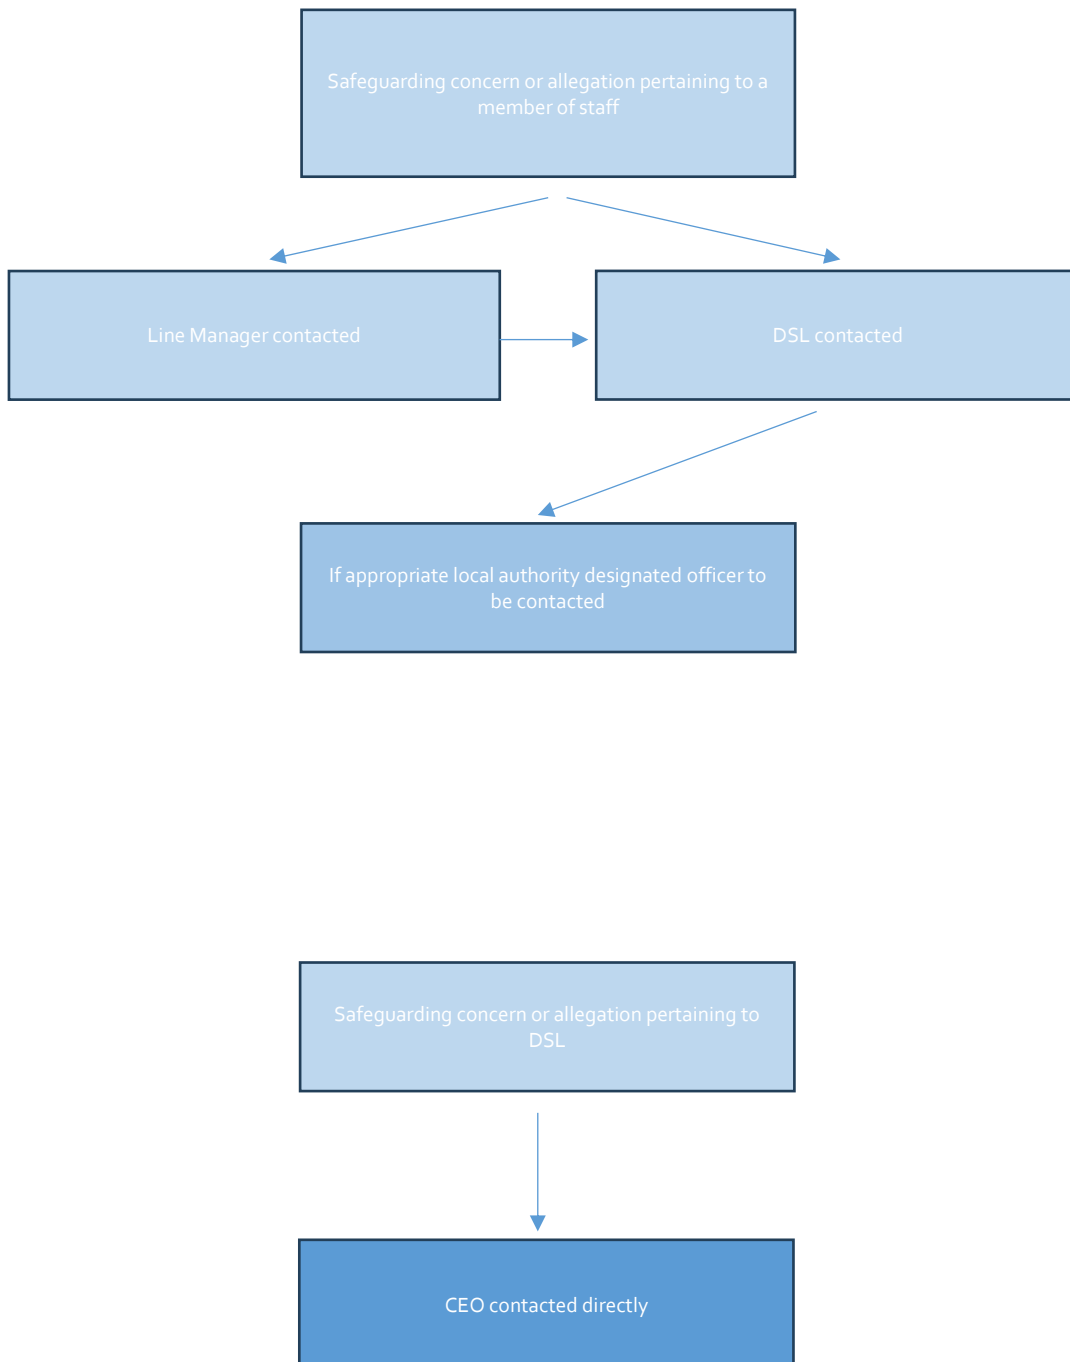 Safeguarding concern or allegation pertaining to a
member of staff
Line Manager contacted
DSL contacted
If appropriate local authority designated officer to
be contacted
Safeguarding concern or allegation pertaining to
DSL
CEO contacted directly